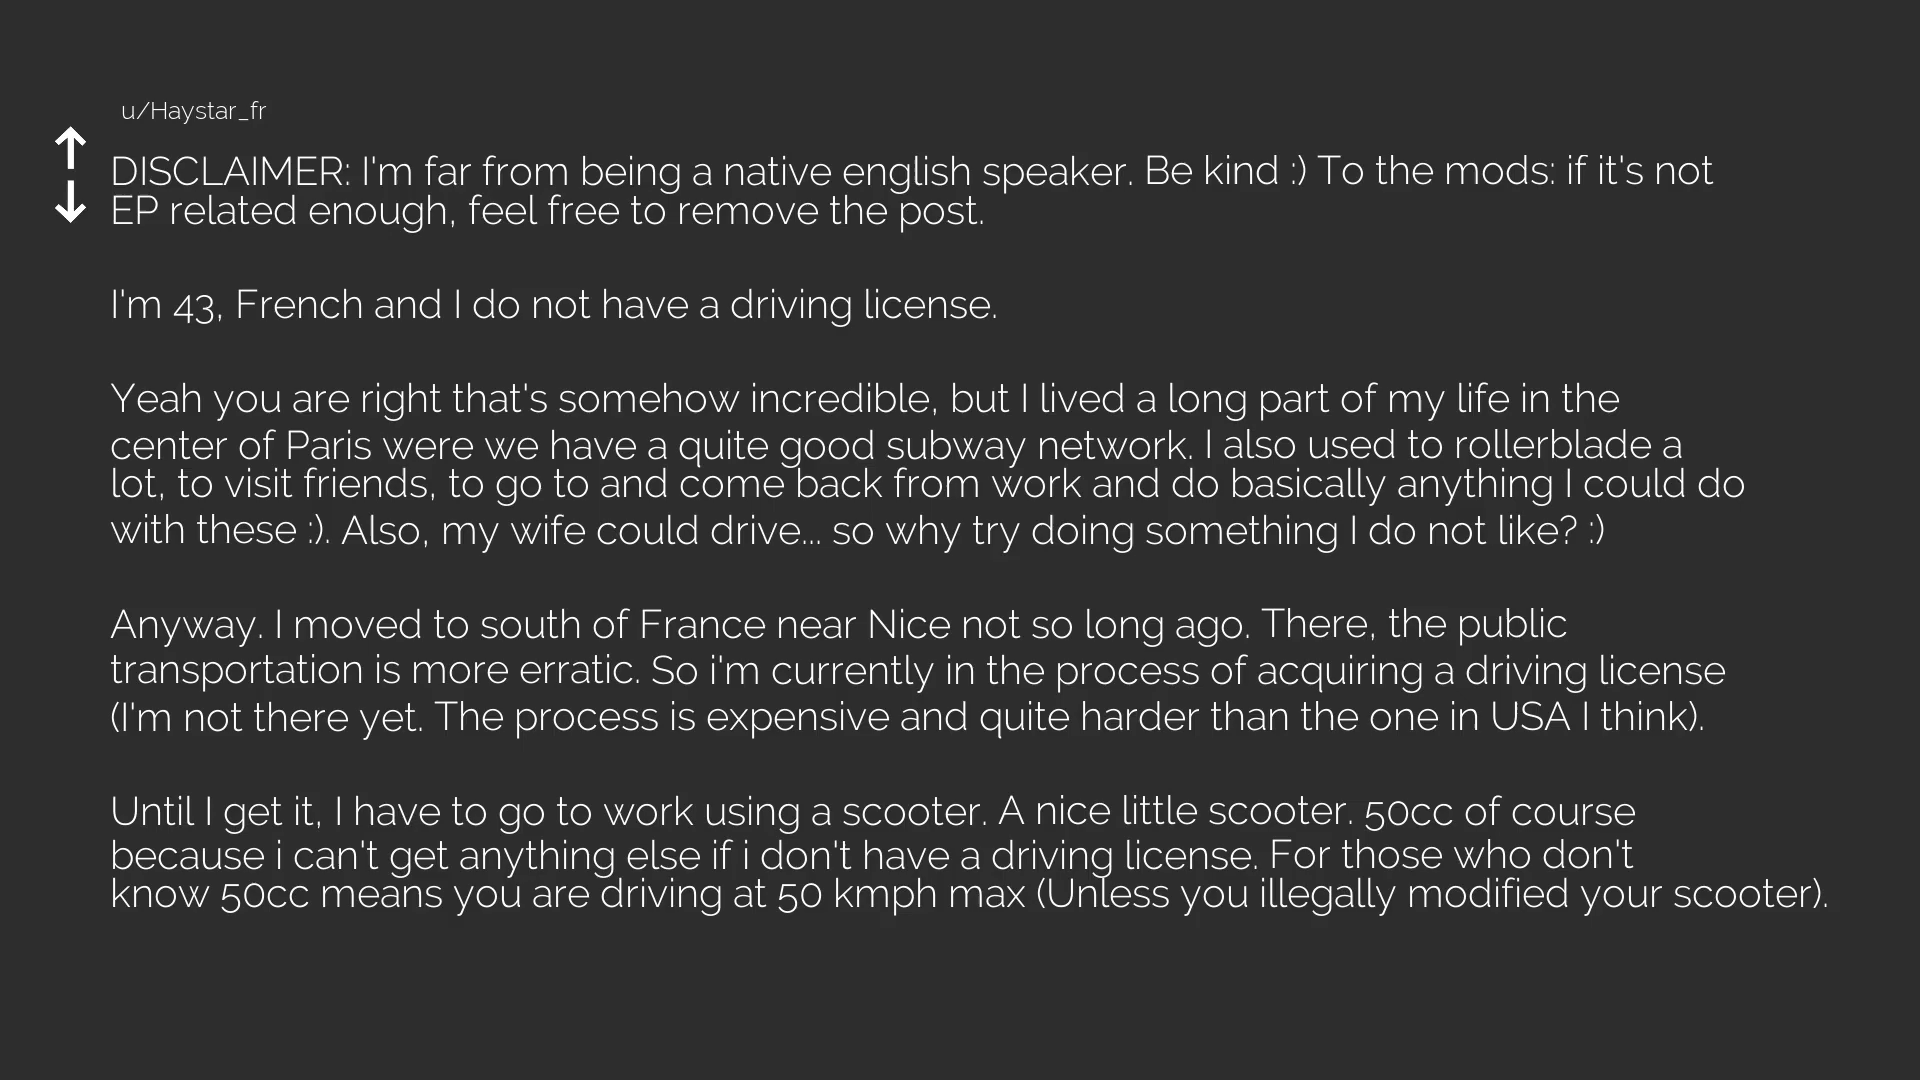 u/Haystar_fr
DISCLAIMER: I'm far from being a native english speaker. Be kind :) To the mods: if it's not
EP related enough, feel free to remove the post.
I'm 43, French and I do not have a driving license.
Yeah you are right that's somehow incredible, but I lived a long part of my life in the
center of Paris were we have a quite good subway network. I also used to rollerblade a
lot, to visit friends, to go to and come back from work and do basically anything I could do
with these :). Also, my wife could drive... so why try doing something I do not like? :)
Anyway. I moved to south of France near Nice not so long ago. There, the public
transportation is more erratic. So i'm currently in the process of acquiring a driving license
(I'm not there yet. The process is expensive and quite harder than the one in USA I think).
Until I get it, I have to go to work using a scooter. A nice little scooter. 50cc of course
because i can't get anything else if i don't have a driving license. For those who don't
know 50cc means you are driving at 50 kmph max (Unless you illegally modified your scooter).